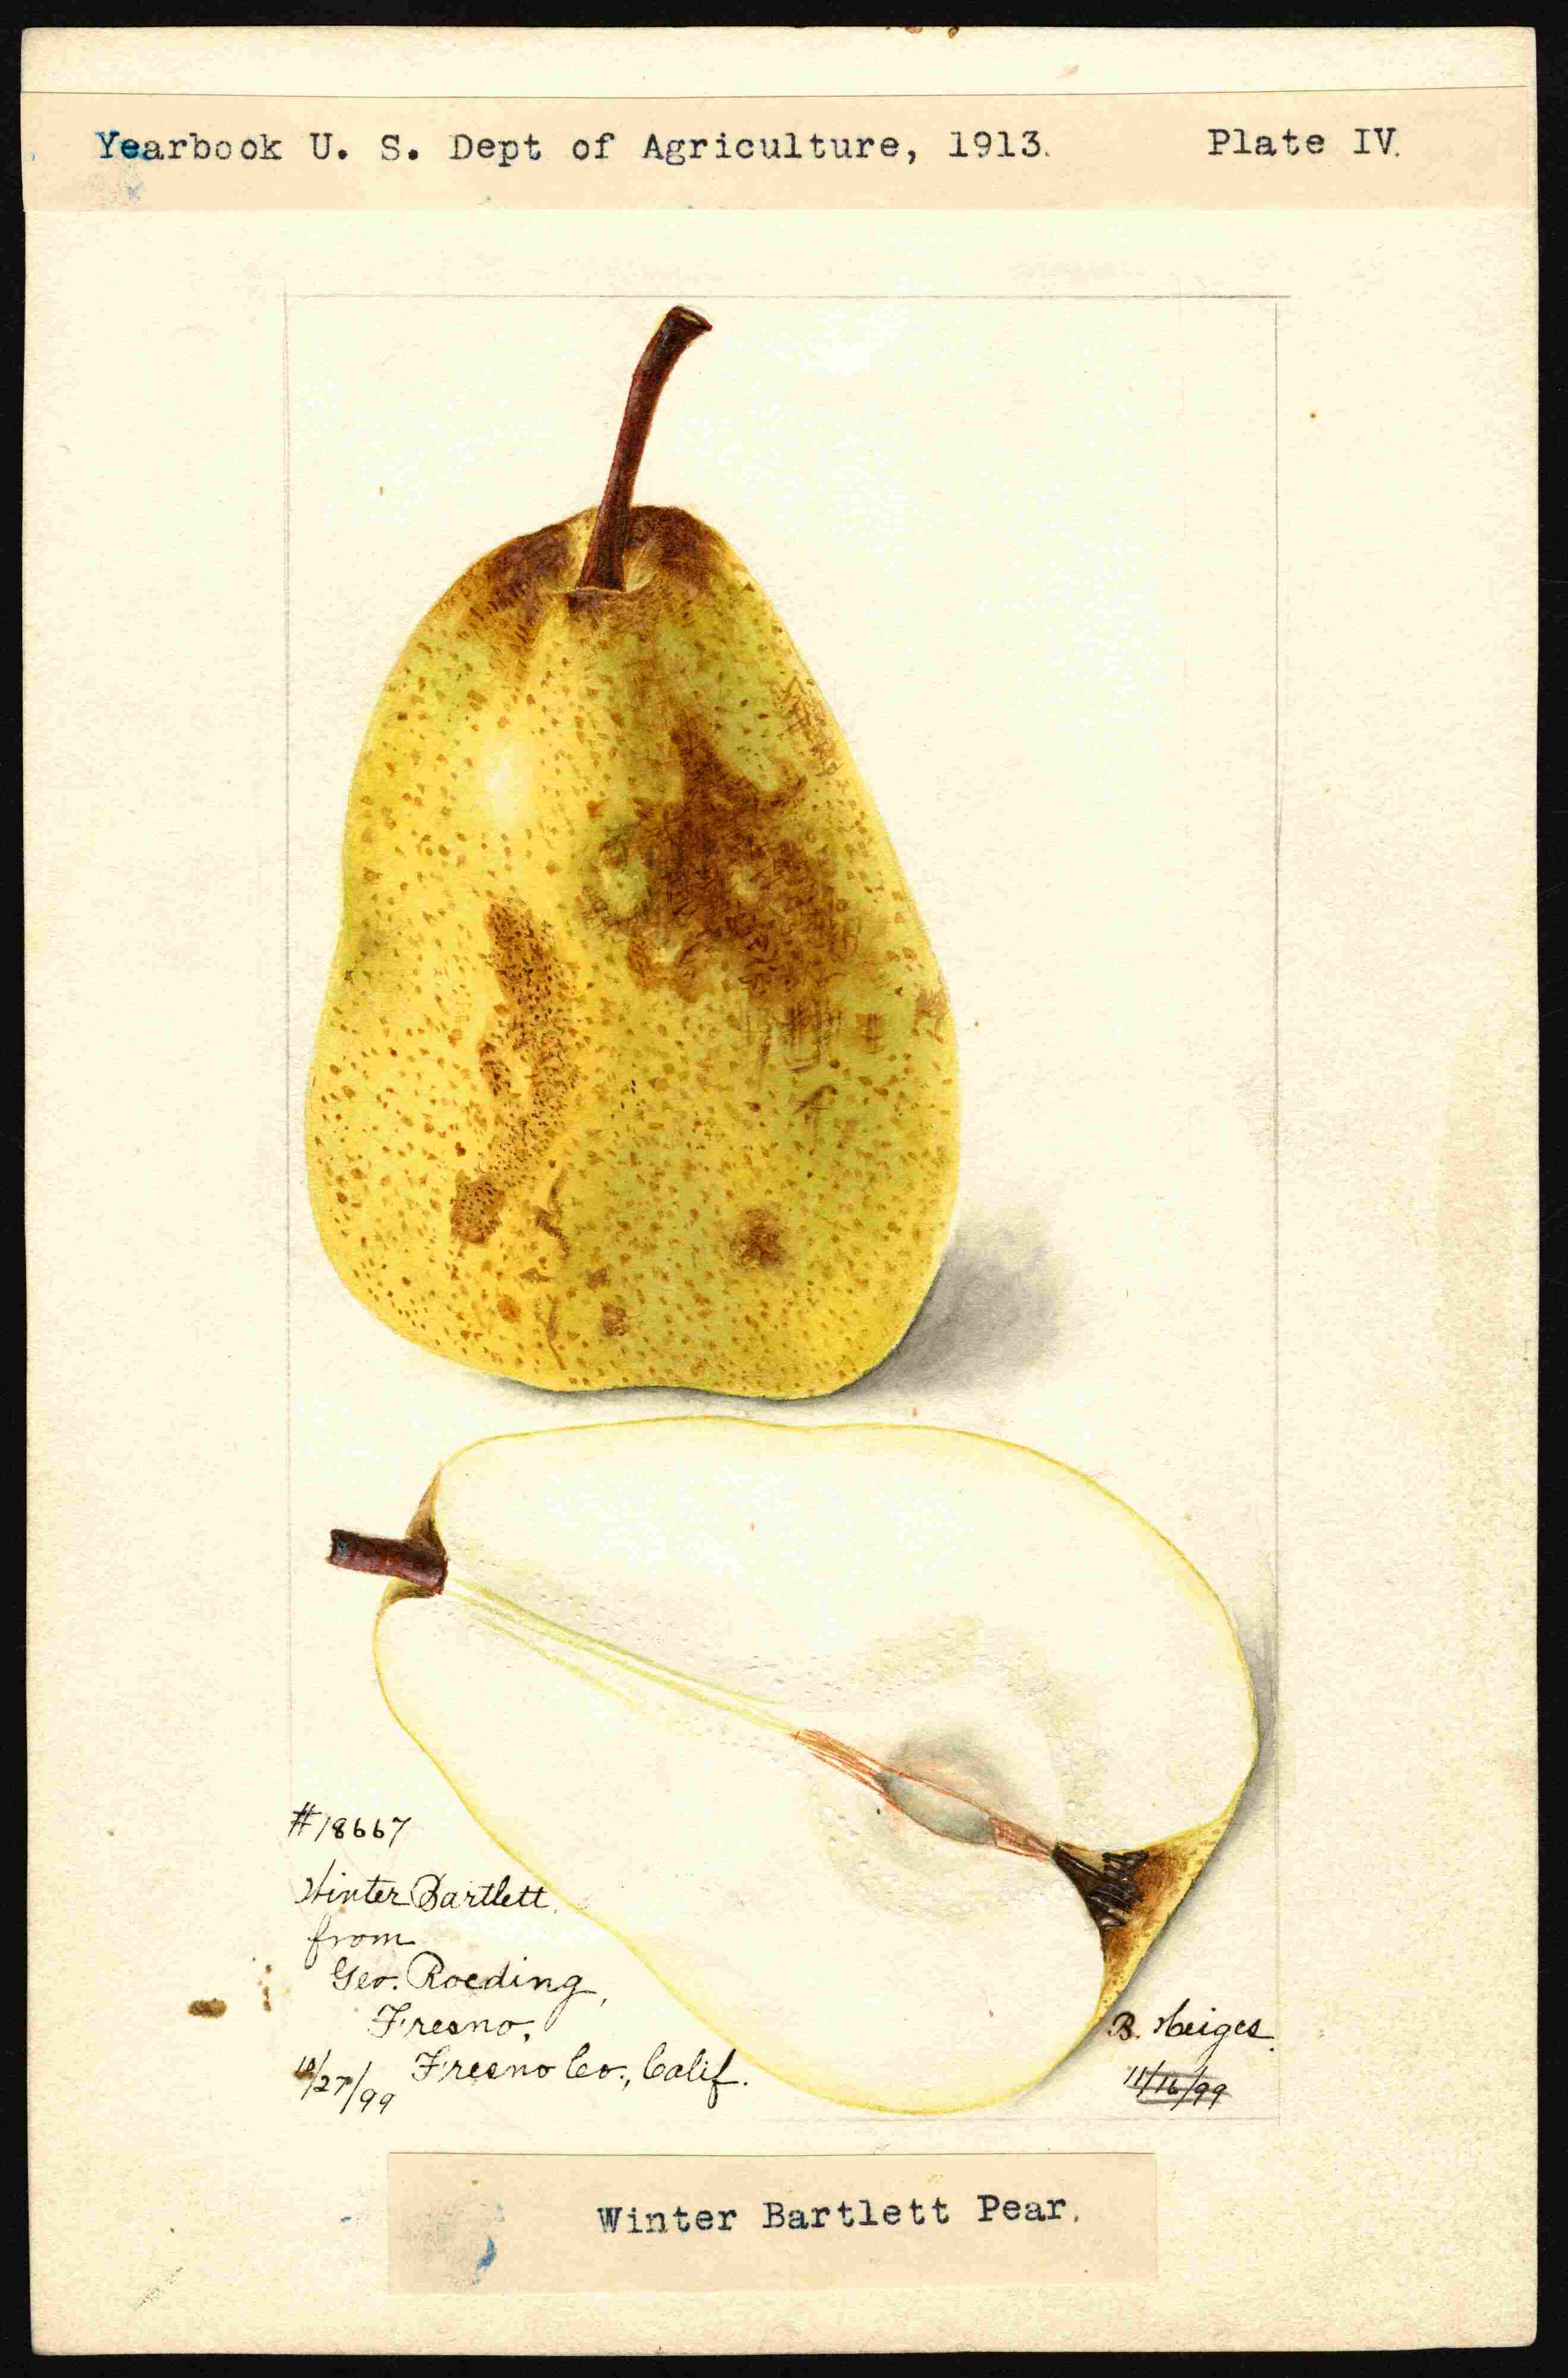 Yearbook U. S. Dept of Agriculture, 1913. Plate IV.
#18667
Winter Bartlett
from
Geo. Roeding,
Fresno,
Fresno Co., Calif.
10/27/99
B. Heiges.
11/16/99
Winter Bartlett Pear.